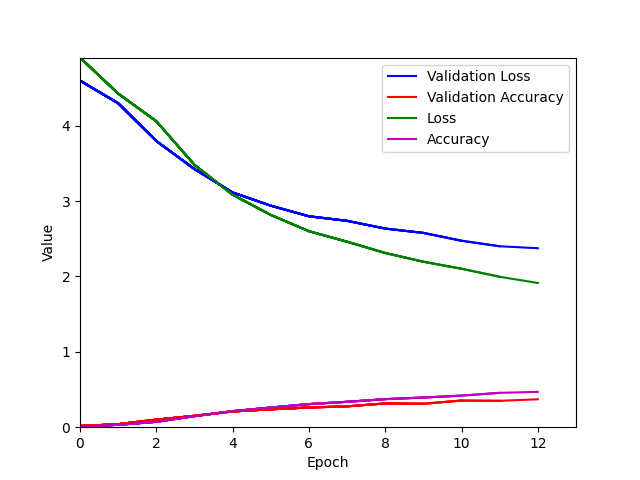 Validation Loss
Validation Accuracy
Loss
Accuracy
4
3
2
1
0
Value
0 2 4 6 8 10 12
Epoch